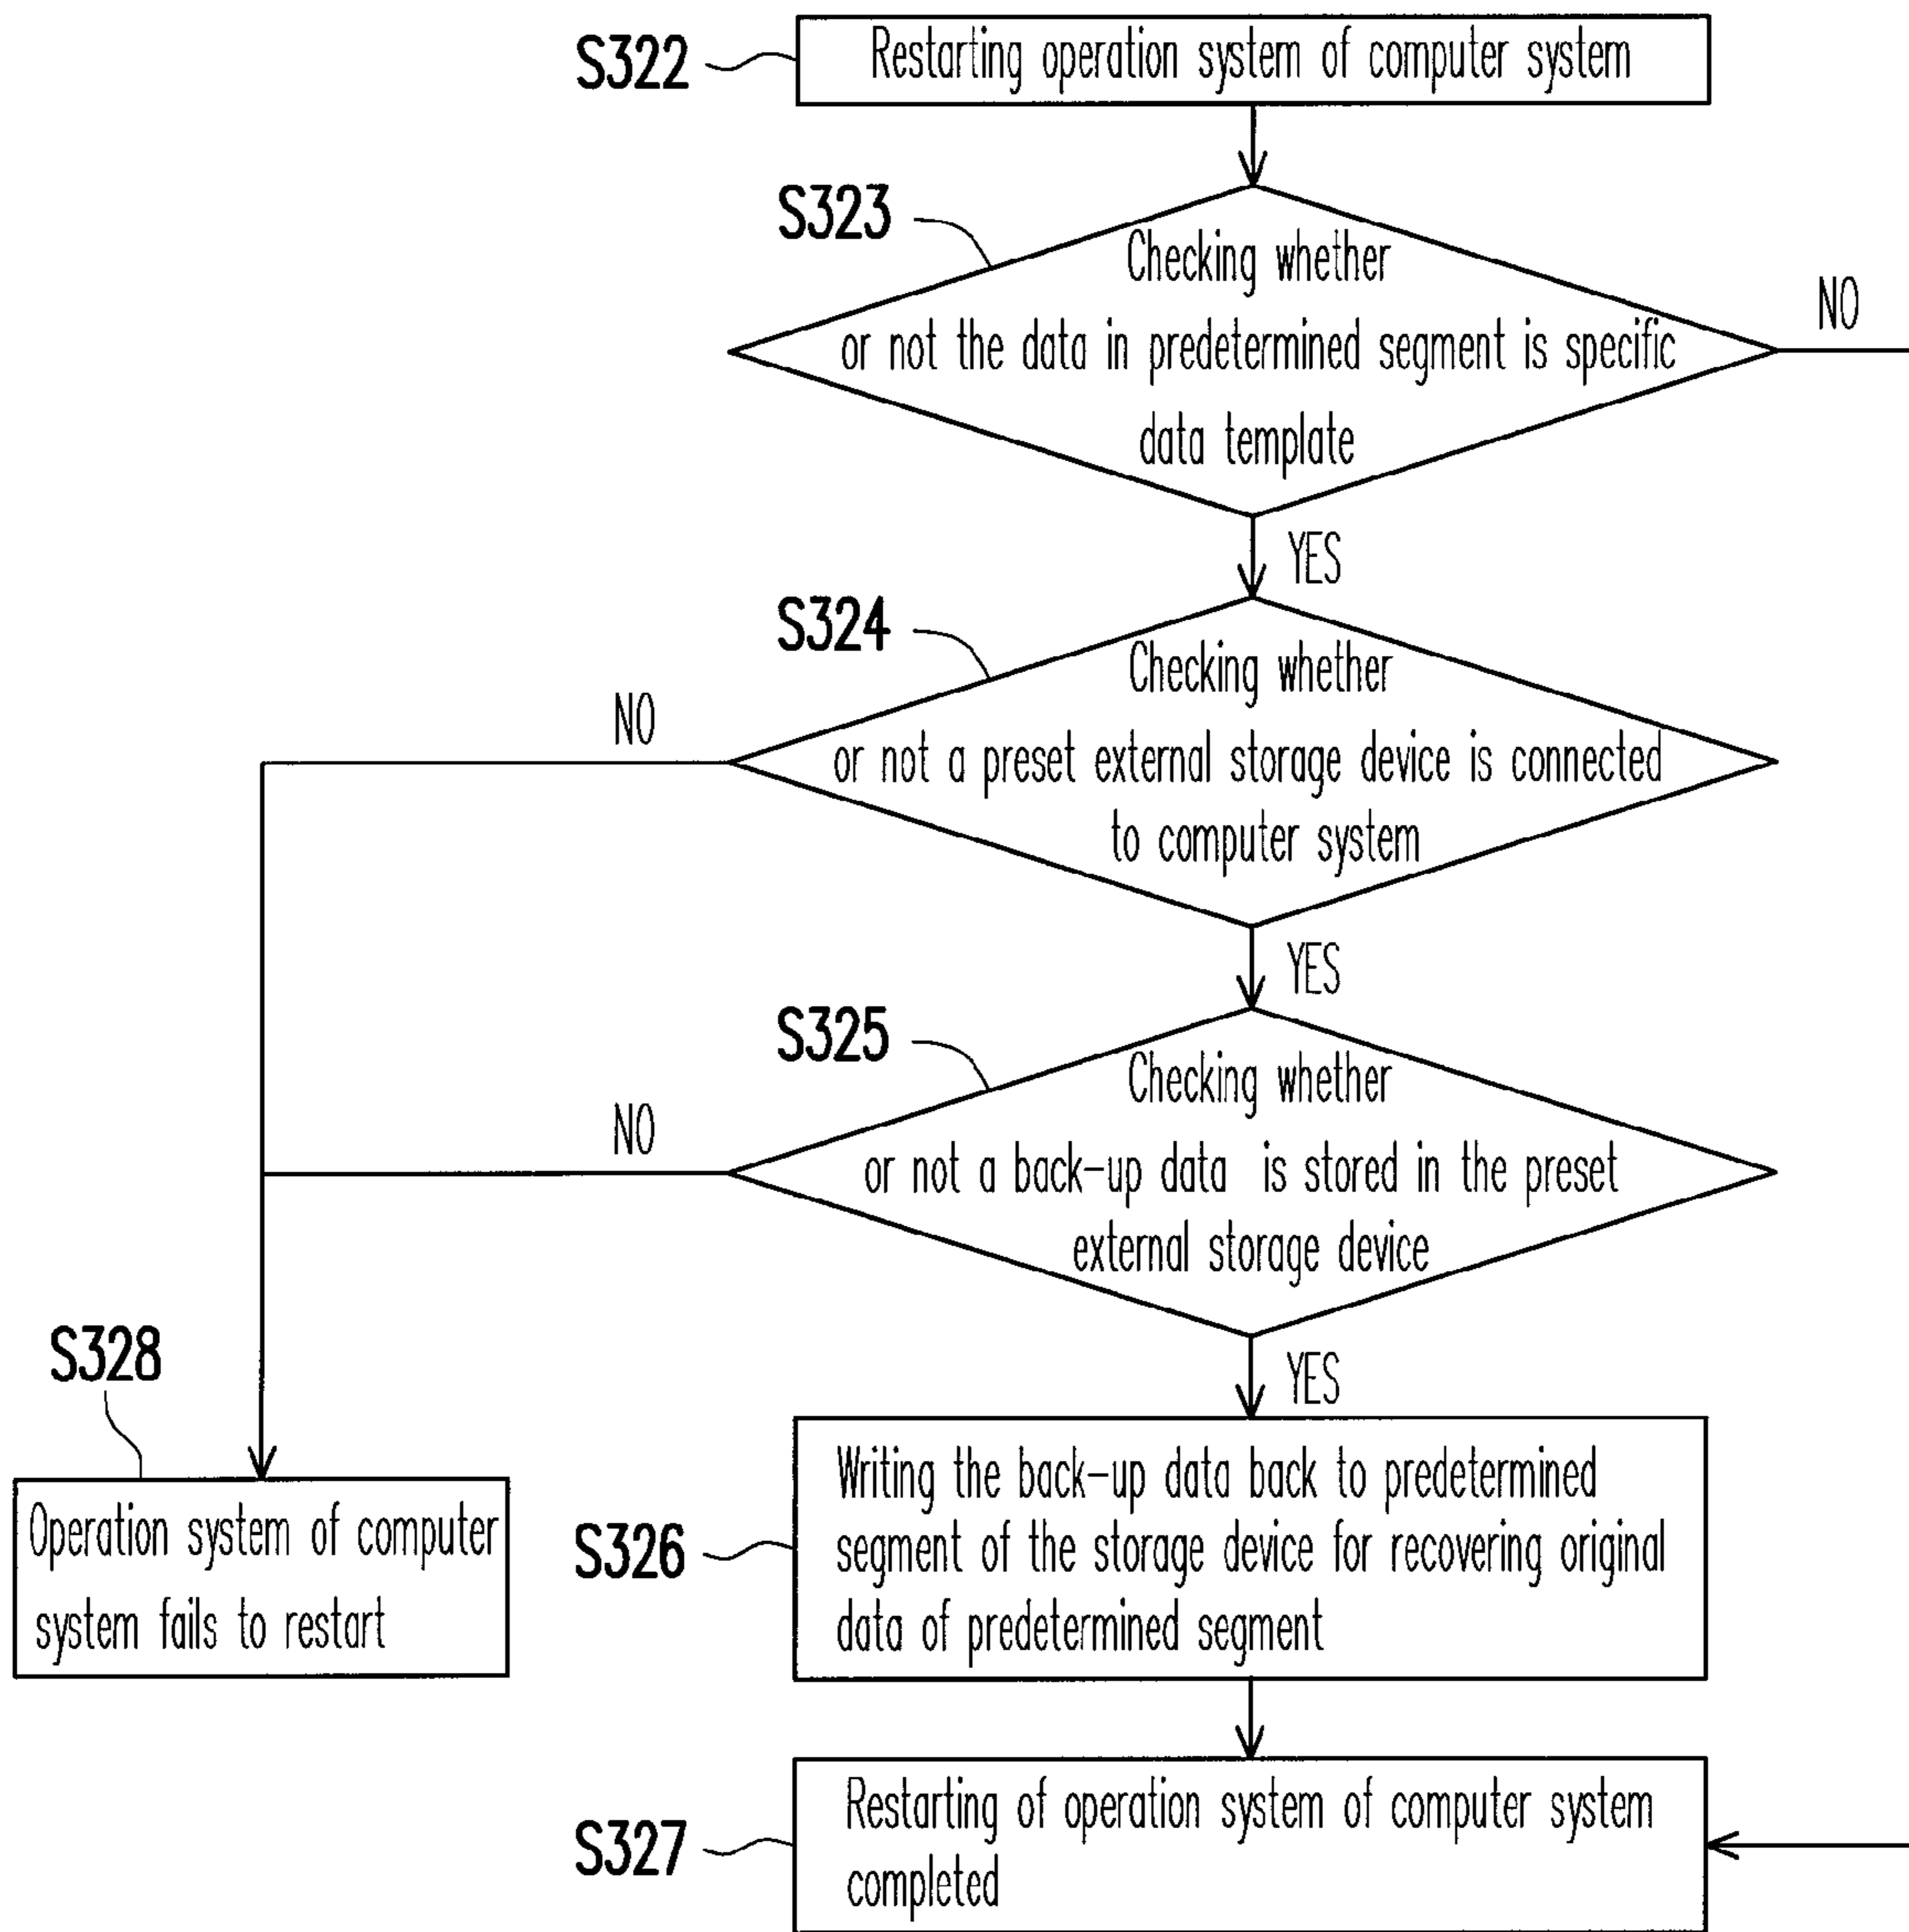 S322
Restarting operation system of computer system
S323
Checking whether
or not the data in predetermined segment is specific
data template
NO
YES
S324
Checking whether
or not a preset external storage device is connected
to computer system
NO
YES
S325
Checking whether
or not a back-up data is stored in the preset
external storage device
NO
YES
S328
Operation system of computer
system fails to restart
S326
Writing the back-up data back to predetermined
segment of the storage device for recovering original
data of predetermined segment
S327
Restarting of operation system of computer system
completed